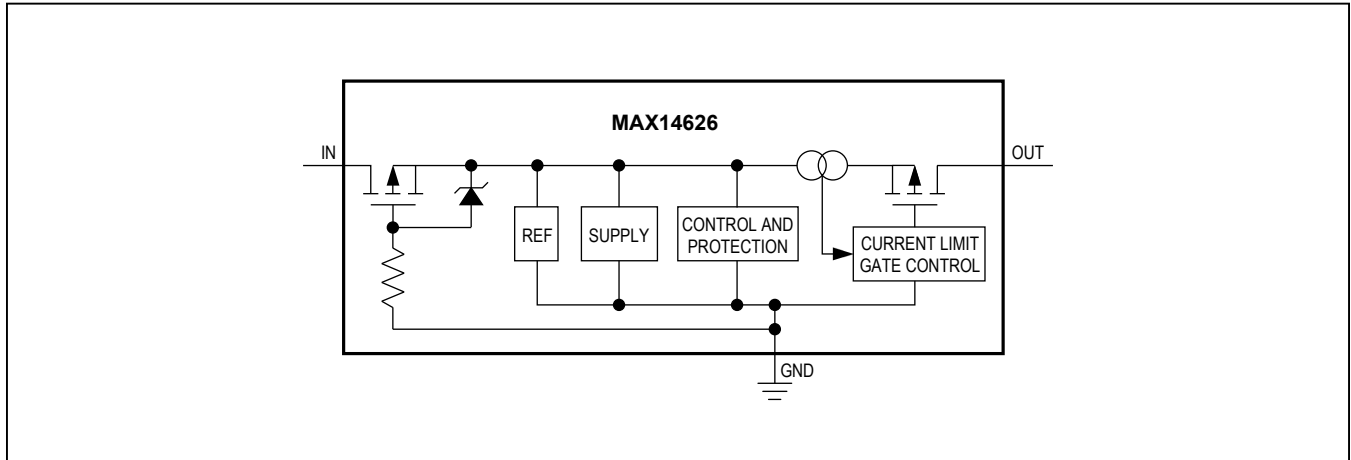 MAX14626
IN
OUT
REF
SUPPLY
CONTROL AND
PROTECTION
CURRENT LIMIT
GATE CONTROL
GND